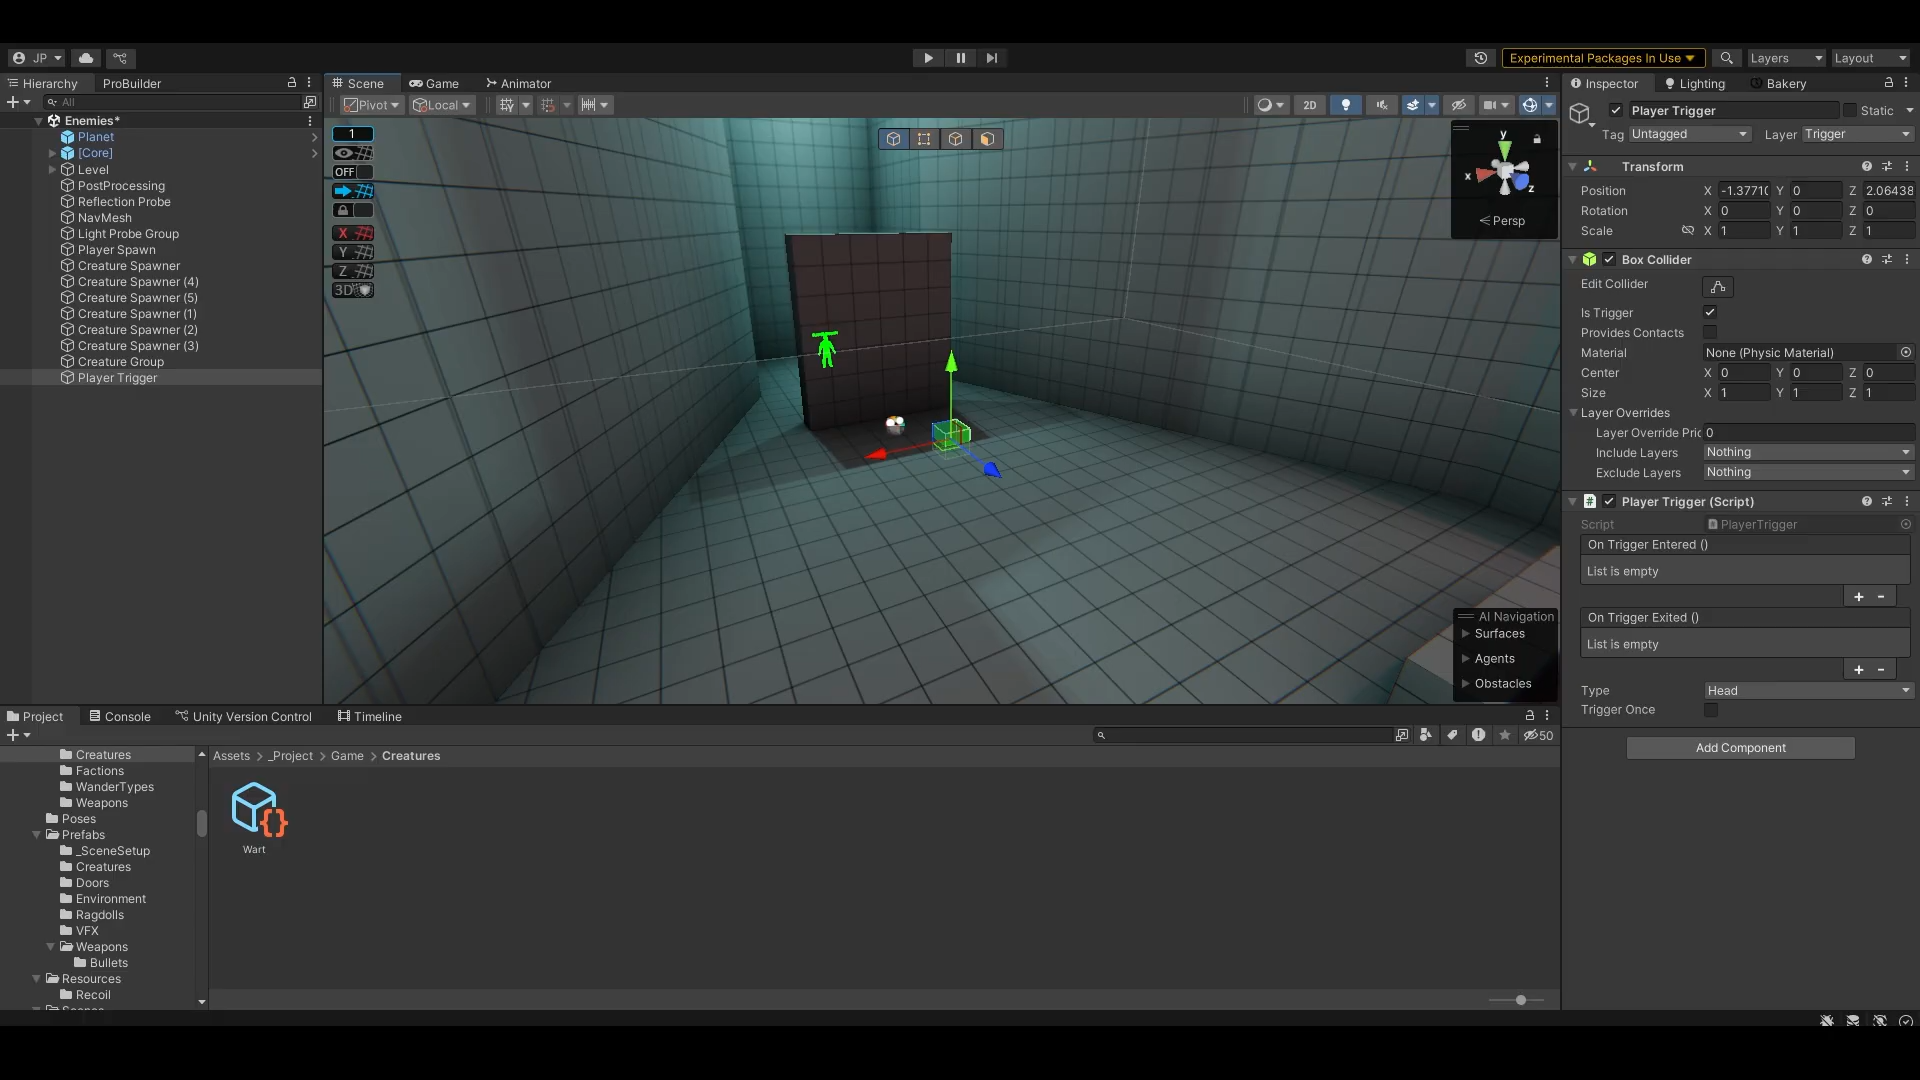 JP
Experimental Packages In Use
Layers
Layout
Hierarchy
ProBuilder
Scene
Game
Animator
Inspector
Lighting
Bakery
All
Pivot
Local
2D
Player Trigger
Static
Tag Untagged
Layer Trigger
Enemies*
Planet
[Core]
Level
PostProcessing
Reflection Probe
NavMesh
Light Probe Group
Player Spawn
Creature Spawner
Creature Spawner (4)
Creature Spawner (5)
Creature Spawner (1)
Creature Spawner (2)
Creature Spawner (3)
Creature Group
Player Trigger
1
OFF
X
Y
Z
3D
y
x
z
Persp
AI Navigation
Surfaces
Agents
Obstacles
Transform
Position X -1.3771( Y 0 Z 2.06438
Rotation X 0 Y 0 Z 0
Scale X 1 Y 1 Z 1
Box Collider
Edit Collider
Is Trigger
Provides Contacts
Material None (Physic Material)
Center X 0 Y 0 Z 0
Size X 1 Y 1 Z 1
Layer Overrides
Layer Override Pric 0
Include Layers Nothing
Exclude Layers Nothing
# Player Trigger (Script)
Script PlayerTrigger
On Trigger Entered ()
List is empty
+ -
On Trigger Exited ()
List is empty
+ -
Type Head
Trigger Once
Add Component
Project
Console
Unity Version Control
Timeline
50
Creatures
Factions
WanderTypes
Weapons
Poses
Prefabs
_SceneSetup
Creatures
Doors
Environment
Ragdolls
VFX
Weapons
Bullets
Resources
Recoil
Assets > _Project > Game > Creatures
{}
Wart